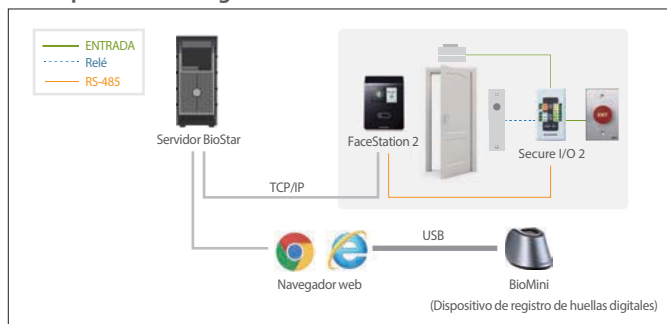 ENTRADA
Relé
RS-485
Servidor BioStar
FaceStation 2
Secure I/O 2
EXIT
TCP/IP
USB
Navegador web
BioMini
(Dispositivo de registro de huellas digitales)